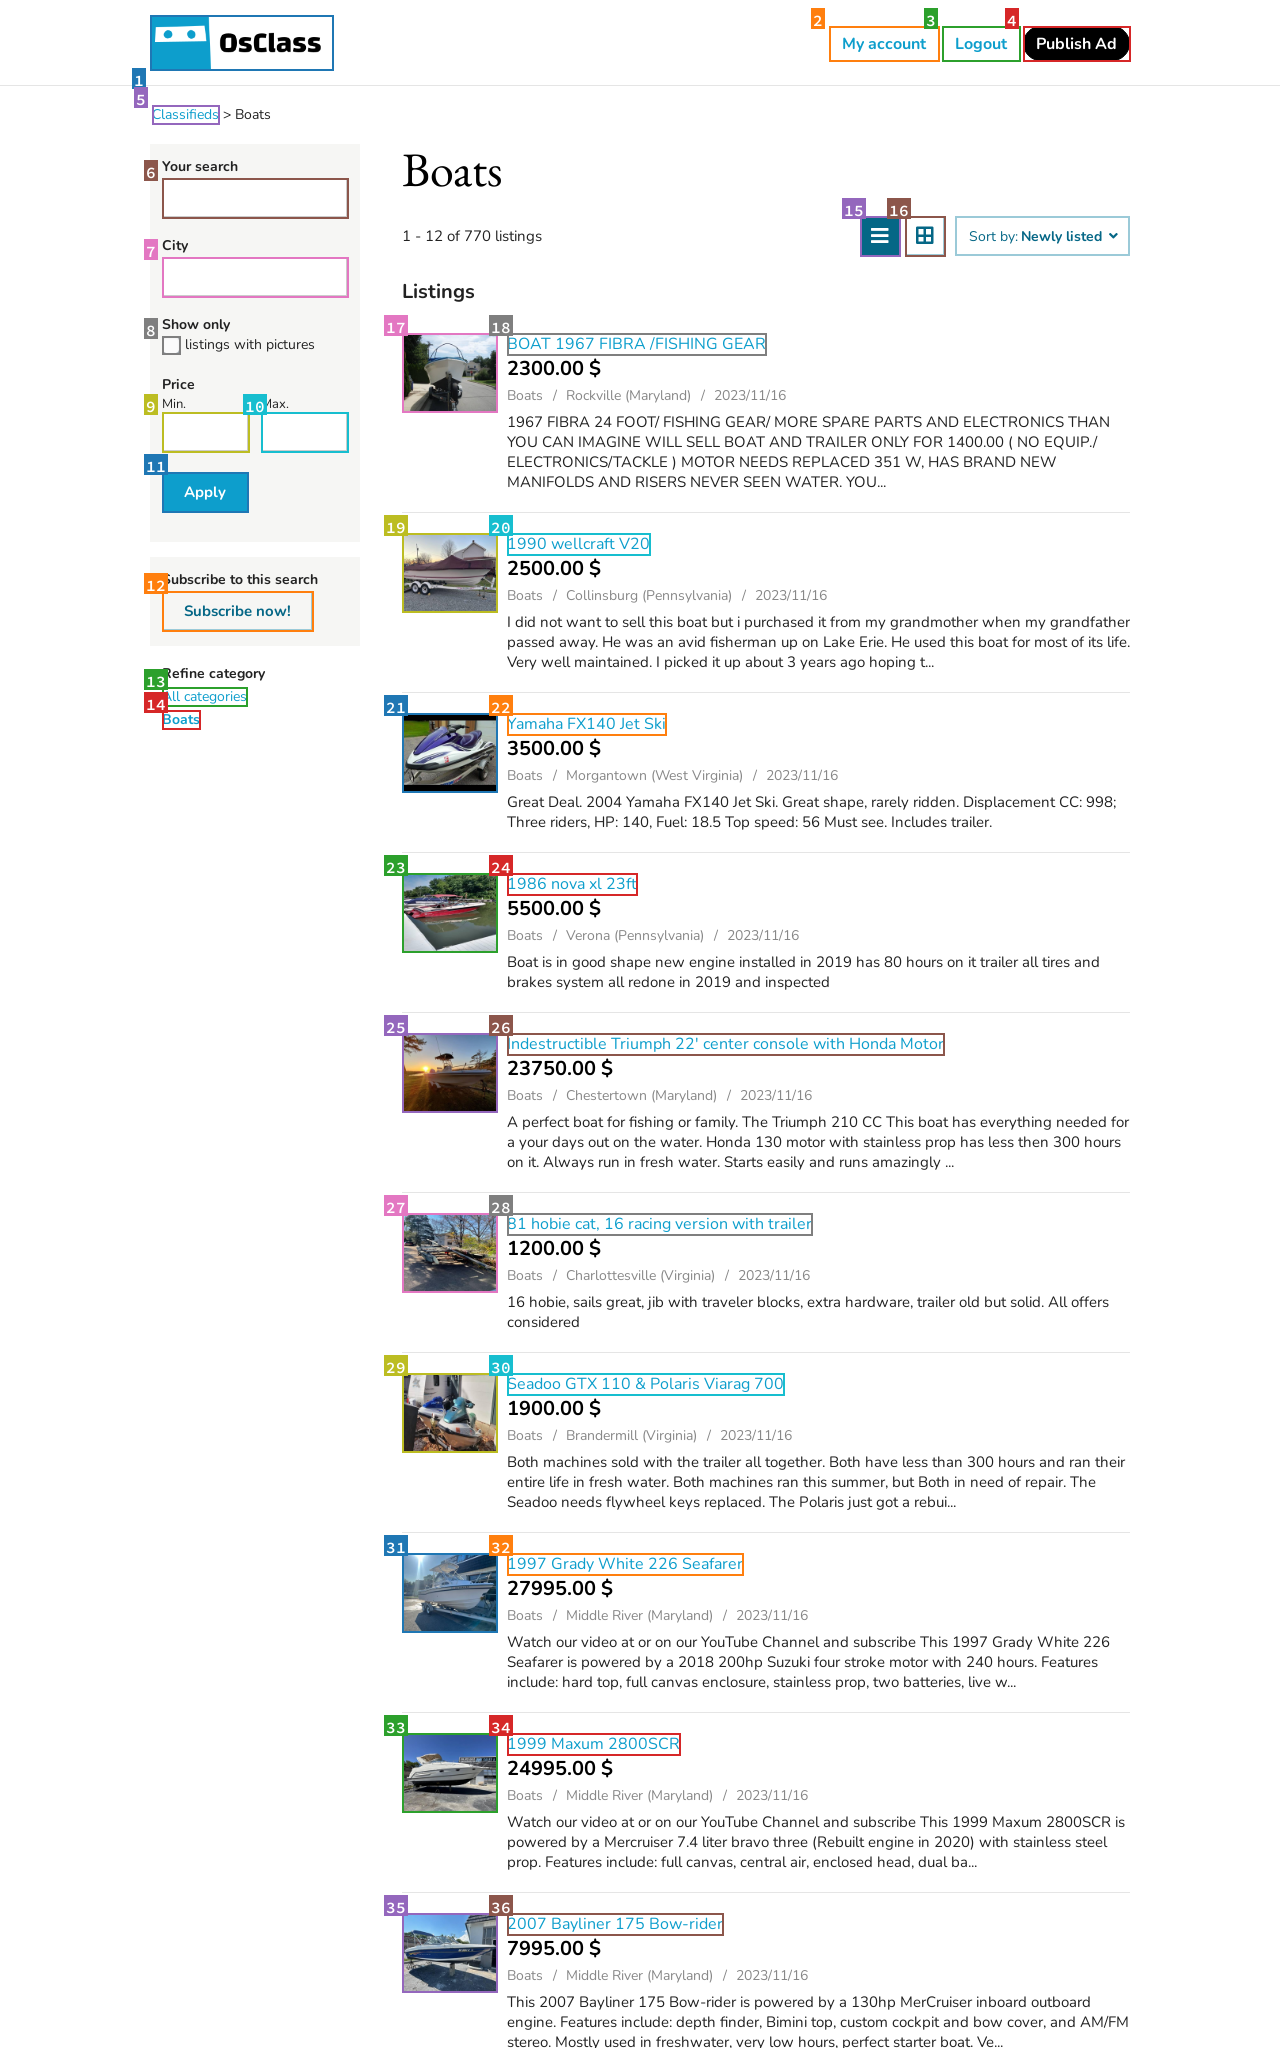 OsClass
My account
Logout
Publish Ad
Classifieds > Boats
Your search
City
Show only
listings with pictures
Price
Min.
Max.
Apply
Subscribe to this search
Subscribe now!
Refine category
All categories
Boats
Boats
1 - 12 of 770 listings
Sort by: Newly listed
Listings
BOAT 1967 FIBRA /FISHING GEAR
2300.00 $
Boats / Rockville (Maryland) / 2023/11/16
1967 FIBRA 24 FOOT/ FISHING GEAR/ MORE SPARE PARTS AND ELECTRONICS THAN
YOU CAN IMAGINE WILL SELL BOAT AND TRAILER ONLY FOR 1400.00 ( NO EQUIP./
ELECTRONICS/TACKLE ) MOTOR NEEDS REPLACED 351 W, HAS BRAND NEW
MANIFOLDS AND RISERS NEVER SEEN WATER. YOU...
1990 wellcraft V20
2500.00 $
Boats / Collinsburg (Pennsylvania) / 2023/11/16
I did not want to sell this boat but i purchased it from my grandmother when my grandfather
passed away. He was an avid fisherman up on Lake Erie. He used this boat for most of its life.
Very well maintained. I picked it up about 3 years ago hoping t...
Yamaha FX140 Jet Ski
3500.00 $
Boats / Morgantown (West Virginia) / 2023/11/16
Great Deal. 2004 Yamaha FX140 Jet Ski. Great shape, rarely ridden. Displacement CC: 998;
Three riders, HP: 140, Fuel: 18.5 Top speed: 56 Must see. Includes trailer.
1986 nova xl 23ft
5500.00 $
Boats / Verona (Pennsylvania) / 2023/11/16
Boat is in good shape new engine installed in 2019 has 80 hours on it trailer all tires and
brakes system all redone in 2019 and inspected
Indestructible Triumph 22' center console with Honda Motor
23750.00 $
Boats / Chestertown (Maryland) / 2023/11/16
A perfect boat for fishing or family. The Triumph 210 CC This boat has everything needed for
a your days out on the water. Honda 130 motor with stainless prop has less then 300 hours
on it. Always run in fresh water. Starts easily and runs amazingly ...
81 hobie cat, 16 racing version with trailer
1200.00 $
Boats / Charlottesville (Virginia) / 2023/11/16
16 hobie, sails great, jib with traveler blocks, extra hardware, trailer old but solid. All offers
considered
Seadoo GTX 110 & Polaris Viarag 700
1900.00 $
Boats / Brandermill (Virginia) / 2023/11/16
Both machines sold with the trailer all together. Both have less than 300 hours and ran their
entire life in fresh water. Both machines ran this summer, but Both in need of repair. The
Seadoo needs flywheel keys replaced. The Polaris just got a rebui...
1997 Grady White 226 Seafarer
27995.00 $
Boats / Middle River (Maryland) / 2023/11/16
Watch our video at or on our YouTube Channel and subscribe This 1997 Grady White 226
Seafarer is powered by a 2018 200hp Suzuki four stroke motor with 240 hours. Features
include: hard top, full canvas enclosure, stainless prop, two batteries, live w...
1999 Maxum 2800SCR
24995.00 $
Boats / Middle River (Maryland) / 2023/11/16
Watch our video at or on our YouTube Channel and subscribe This 1999 Maxum 2800SCR is
powered by a Mercruiser 7.4 liter bravo three (Rebuilt engine in 2020) with stainless steel
prop. Features include: full canvas, central air, enclosed head, dual ba...
2007 Bayliner 175 Bow-rider
7995.00 $
Boats / Middle River (Maryland) / 2023/11/16
This 2007 Bayliner 175 Bow-rider is powered by a 130hp MerCruiser inboard outboard
engine. Features include: depth finder, Bimini top, custom cockpit and bow cover, and AM/FM
stereo. Mostly used in freshwater, very low hours, perfect starter boat. Ve...
1
2
3
4
5
6
7
8
9
10
11
12
13
14
15
16
17
18
19
20
21
22
23
24
25
26
27
28
29
30
31
32
33
34
35
36